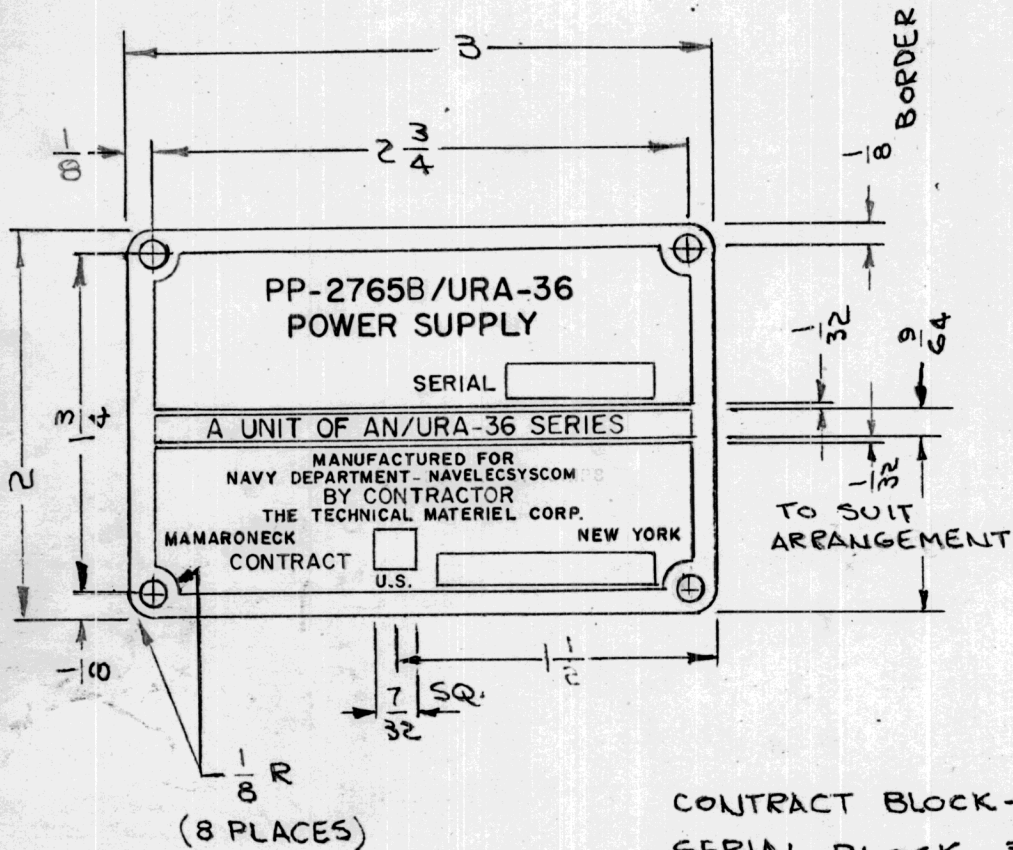 3
BORDER
1/8
2 3/4
1/8
PP-2765B/URA-36
POWER SUPPLY
SERIAL
1/32
9/64
A UNIT OF AN/URA-36 SERIES
1 3/4
2
MANUFACTURED FOR
NAVY DEPARTMENT-NAVELECSYSCOM
BY CONTRACTOR
THE TECHNICAL MATERIEL CORP.
MAMARONECK NEW YORK
CONTRACT
U.S.
1/32
TO SUIT
ARRANGEMENT
1/8
1 1/2
7/32 SQ.
1/8 R
(8 PLACES)
CONTRACT BLOCK-
SERIAL BLOCK